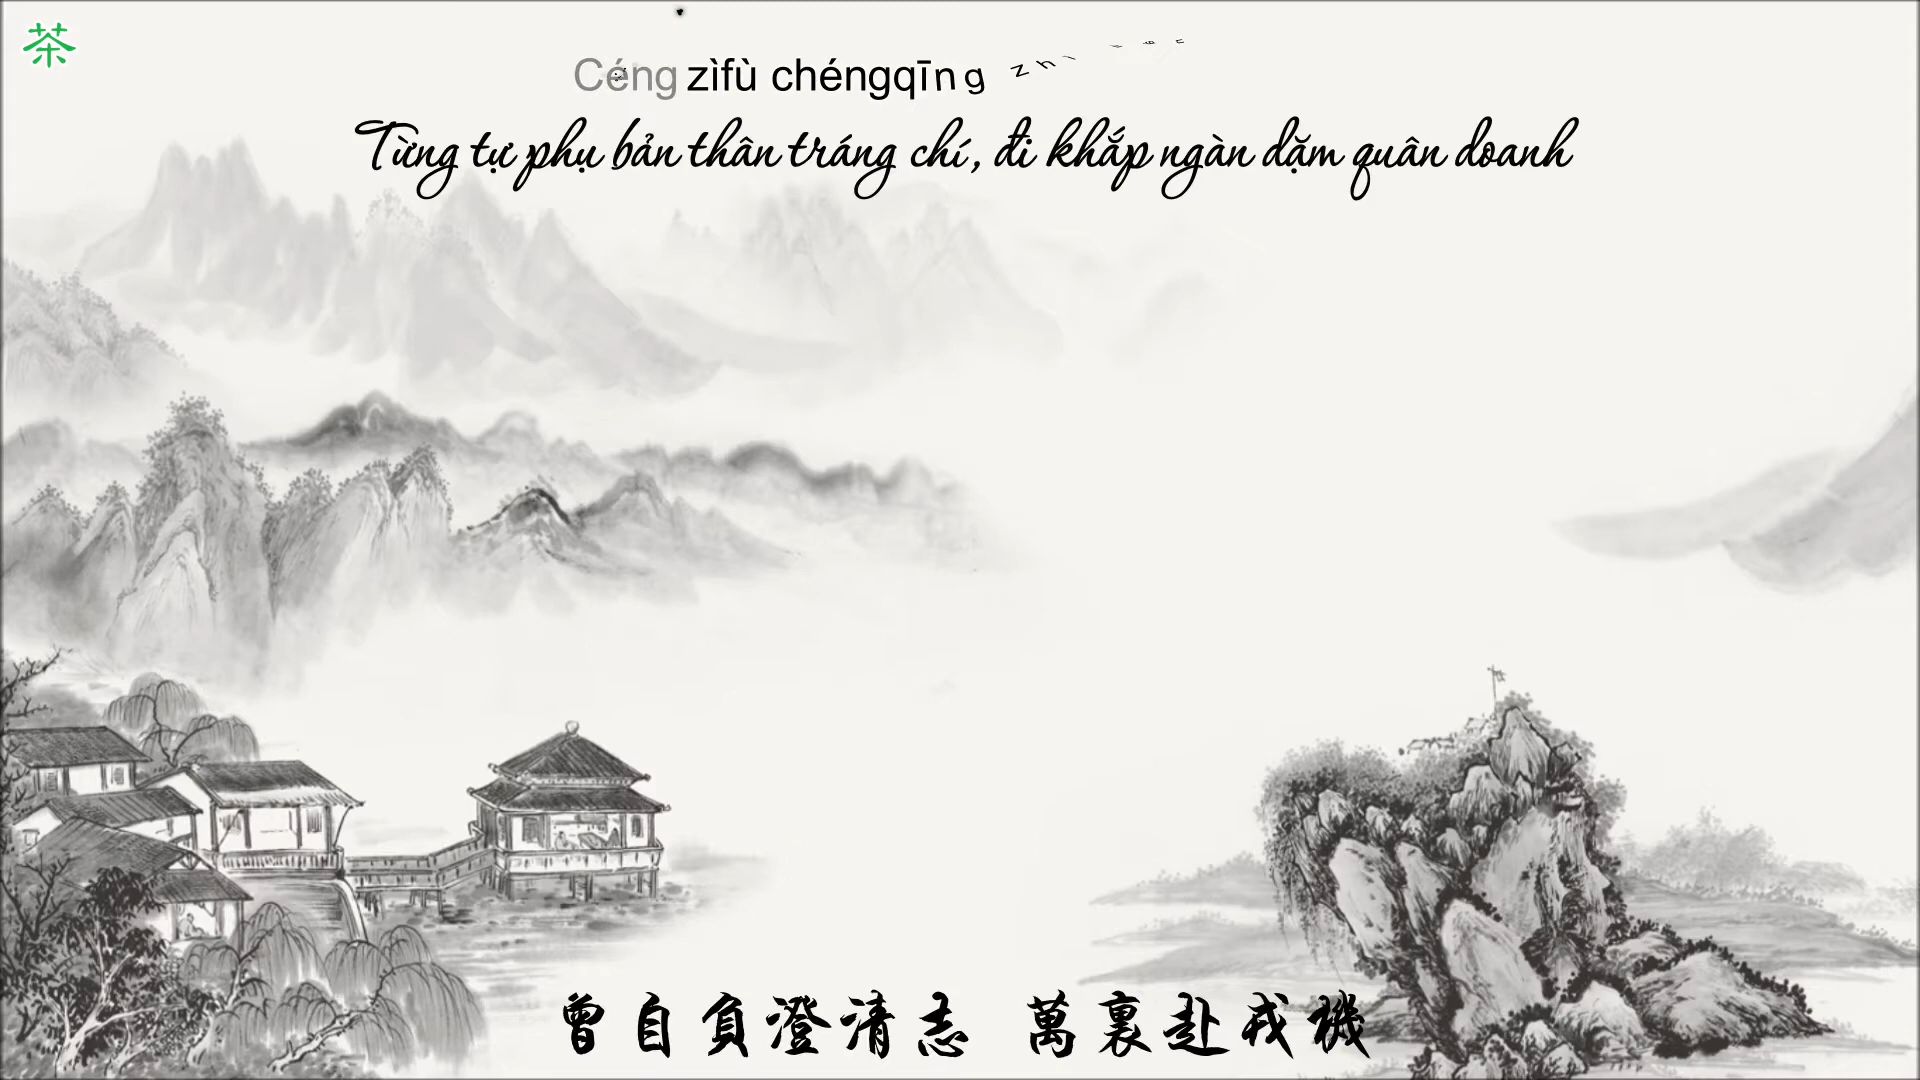 茶
Céng zìfù chéngqīng zhì
Từng tự phụ bản thân tráng chí, đi khắp ngàn dặm quân doanh
曾自負澄清志 萬裏赴戎機